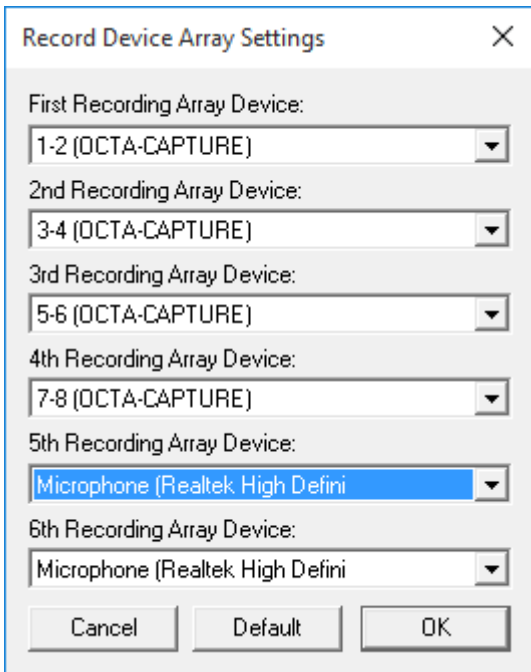 Record Device Array Settings
First Recording Array Device:
1-2 (OCTA-CAPTURE)
2nd Recording Array Device:
3-4 (OCTA-CAPTURE)
3rd Recording Array Device:
5-6 (OCTA-CAPTURE)
4th Recording Array Device:
7-8 (OCTA-CAPTURE)
5th Recording Array Device:
Microphone (Realtek High Defini
6th Recording Array Device:
Microphone (Realtek High Defini
Cancel Default OK